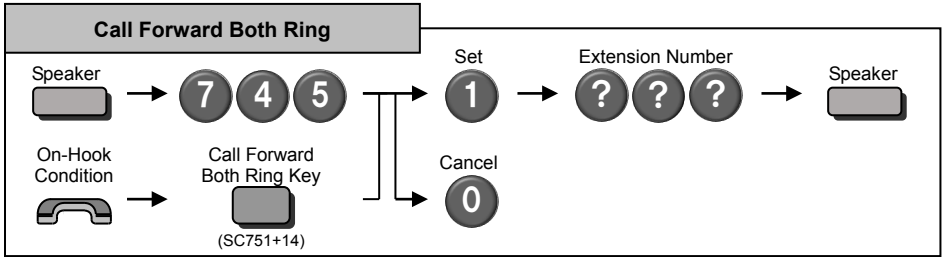 Call Forward Both Ring
Speaker
7 4 5
Set
1
Extension Number
? ? ?
Speaker
On-Hook
Condition
Call Forward
Both Ring Key
(SC751+14)
Cancel
0